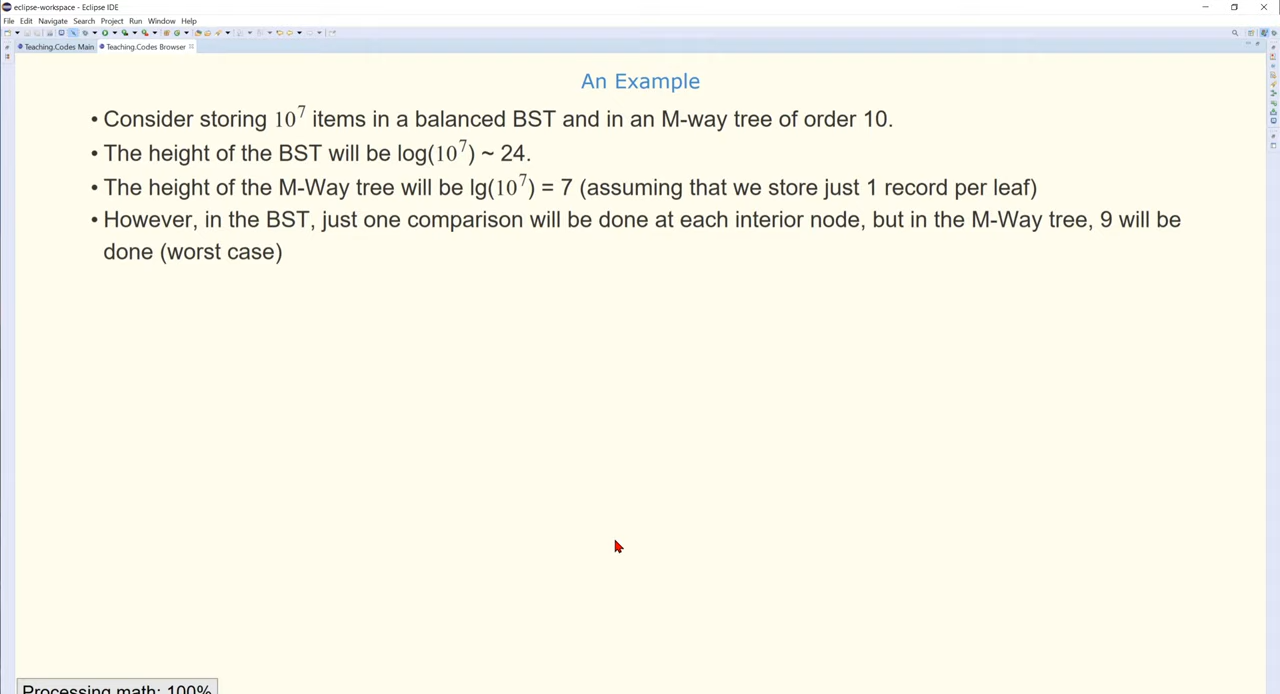 eclipse-workspace - Eclipse IDE
File Edit Navigate Search Project Run Window Help
Teaching.Codes Main Teaching.Codes Browser
An Example
• Consider storing 10⁷ items in a balanced BST and in an M-way tree of order 10.
• The height of the BST will be log(10⁷) ~ 24.
• The height of the M-Way tree will be lg(10⁷) = 7 (assuming that we store just 1 record per leaf)
• However, in the BST, just one comparison will be done at each interior node, but in the M-Way tree, 9 will be
done (worst case)
Processing math: 100%